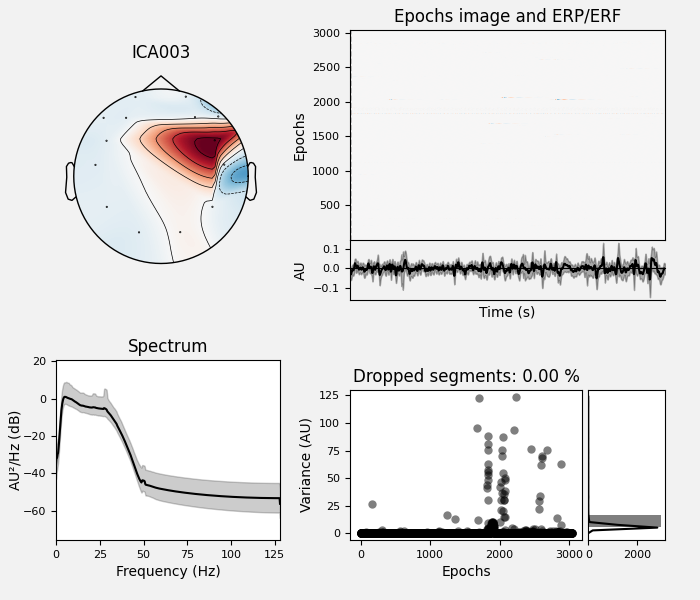 ICA003
Epochs image and ERP/ERF
3000
2500
2000
1500
1000
500
Epochs
0.1
0.0
−0.1
AU
Time (s)
Spectrum
20
0
−20
−40
−60
AU²/Hz (dB)
0 25 50 75 100 125
Frequency (Hz)
Dropped segments: 0.00 %
125
100
75
50
25
0
Variance (AU)
0 1000 2000 3000
Epochs
0 2000